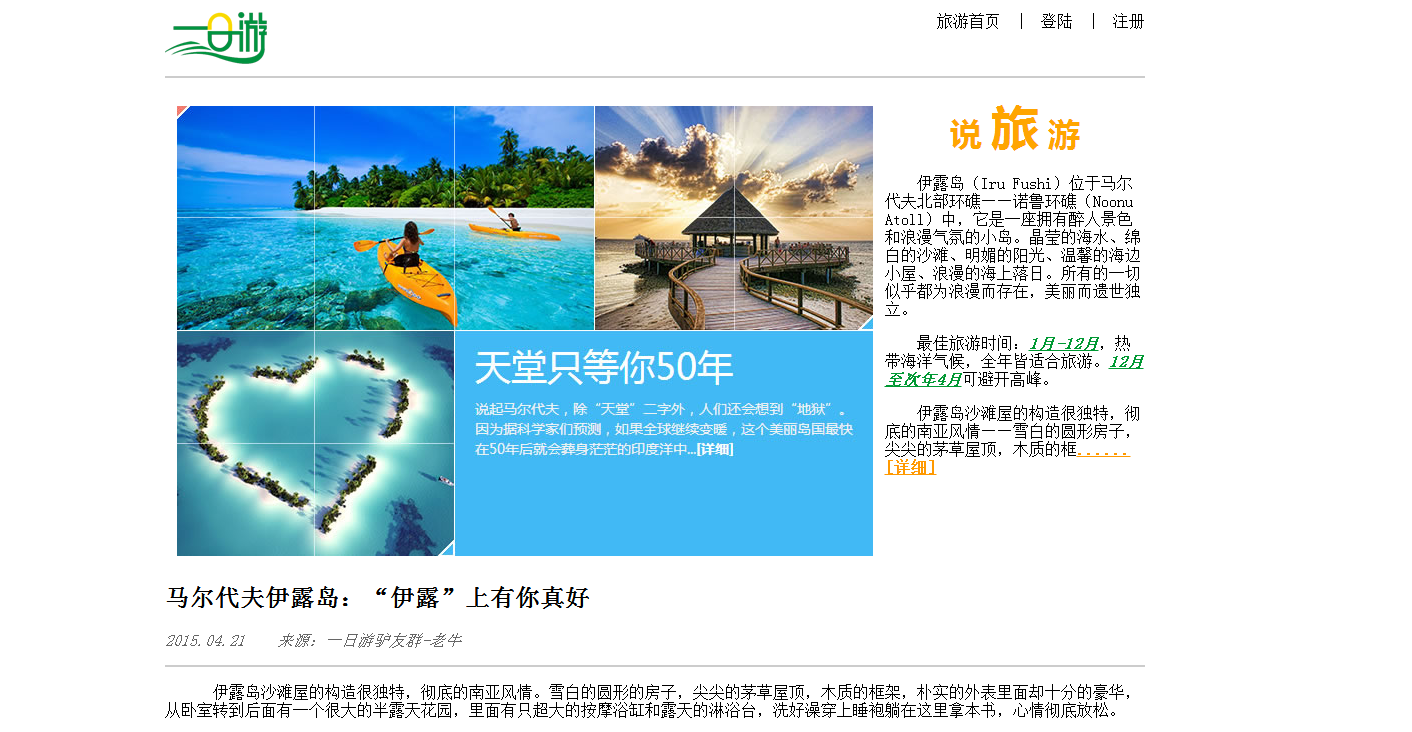 一日游
旅游首页 | 登陆 | 注册
天堂只等你50年
说起马尔代夫，除“天堂”二字外，人们还会想到“地狱”。
因为据科学家们预测，如果全球继续变暖，这个美丽岛国最快
在50年后就会葬身茫茫的印度洋中...[详细]
说旅游
伊露岛（Iru Fushi）位于马尔
代夫北部环礁——诺鲁环礁（Noonu
Atoll）中，它是一座拥有醉人景色
和浪漫气氛的小岛。晶莹的海水、绵
白的沙滩、明媚的阳光、温馨的海边
小屋、浪漫的海上落日。所有的一切
似乎都为浪漫而存在，美丽而遗世独
立。
最佳旅游时间：1月-12月，热
带海洋气候，全年皆适合旅游。12月
至次年4月可避开高峰。
伊露岛沙滩屋的构造很独特，彻
底的南亚风情——雪白的圆形房子，
尖尖的茅草屋顶，木质的框......
[详细]
马尔代夫伊露岛：“伊露”上有你真好
2015.04.21 来源：一日游驴友群-老牛
伊露岛沙滩屋的构造很独特，彻底的南亚风情。雪白的圆形的房子，尖尖的茅草屋顶，木质的框架，朴实的外表里面却十分的豪华，
从卧室转到后面有一个很大的半露天花园，里面有只超大的按摩浴缸和露天的淋浴台，洗好澡穿上睡袍躺在这里拿本书，心情彻底放松。